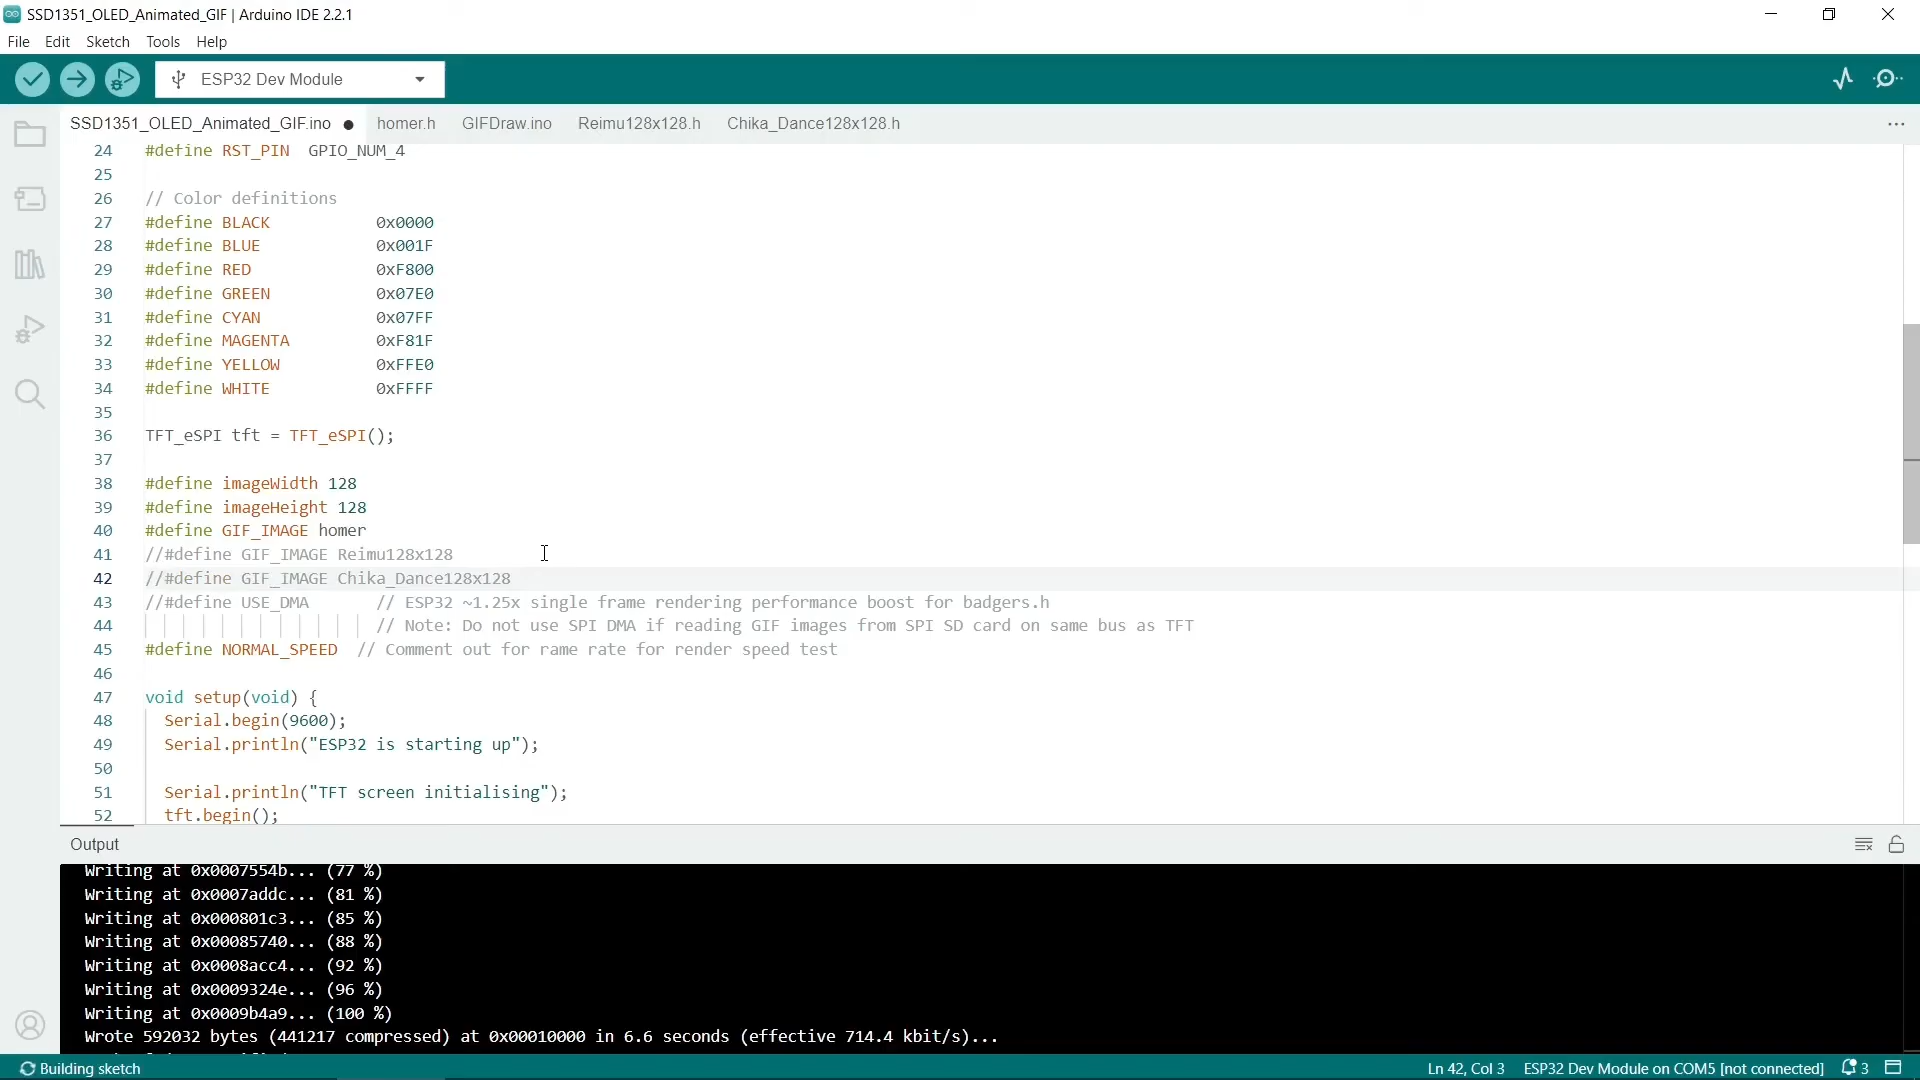 SSD1351_OLED_Animated_GIF | Arduino IDE 2.2.1
File Edit Sketch Tools Help
ESP32 Dev Module
SSD1351_OLED_Animated_GIF.ino homer.h GIFDraw.ino Reimu128x128.h Chika_Dance128x128.h
24 #define RST_PIN GPIO_NUM_4
25
26 // Color definitions
27 #define BLACK 0x0000
28 #define BLUE 0x001F
29 #define RED 0xF800
30 #define GREEN 0x07E0
31 #define CYAN 0x07FF
32 #define MAGENTA 0xF81F
33 #define YELLOW 0xFFE0
34 #define WHITE 0xFFFF
35
36 TFT_eSPI tft = TFT_eSPI();
37
38 #define imageWidth 128
39 #define imageHeight 128
40 #define GIF_IMAGE homer
41 //#define GIF_IMAGE Reimu128x128
42 //#define GIF_IMAGE Chika_Dance128x128
43 //#define USE_DMA // ESP32 ~1.25x single frame rendering performance boost for badgers.h
44 // Note: Do not use SPI DMA if reading GIF images from SPI SD card on same bus as TFT
45 #define NORMAL_SPEED // Comment out for rame rate for render speed test
46
47 void setup(void) {
48 Serial.begin(9600);
49 Serial.println("ESP32 is starting up");
50
51 Serial.println("TFT screen initialising");
52 tft.begin();
Output
Writing at 0x0007554b... (77 %)
Writing at 0x0007addc... (81 %)
Writing at 0x000801c3... (85 %)
Writing at 0x00085740... (88 %)
Writing at 0x0008acc4... (92 %)
Writing at 0x0009324e... (96 %)
Writing at 0x0009b4a9... (100 %)
Wrote 592032 bytes (441217 compressed) at 0x00010000 in 6.6 seconds (effective 714.4 kbit/s)...
Building sketch Ln 42, Col 3 ESP32 Dev Module on COM5 [not connected] 3